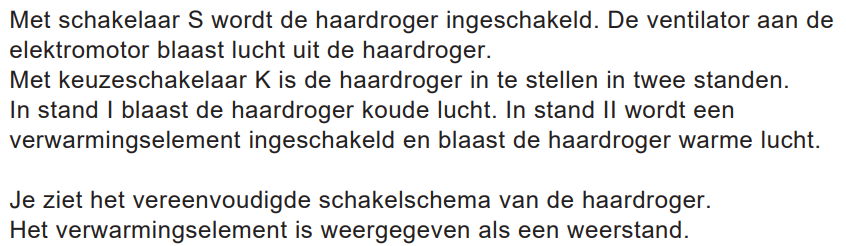 Met schakelaar S wordt de haardroger ingeschakeld. De ventilator aan de
elektromotor blaast lucht uit de haardroger.
Met keuzeschakelaar K is de haardroger in te stellen in twee standen.
In stand I blaast de haardroger koude lucht. In stand II wordt een
verwarmingselement ingeschakeld en blaast de haardroger warme lucht.

Je ziet het vereenvoudigde schakelschema van de haardroger.
Het verwarmingselement is weergegeven als een weerstand.